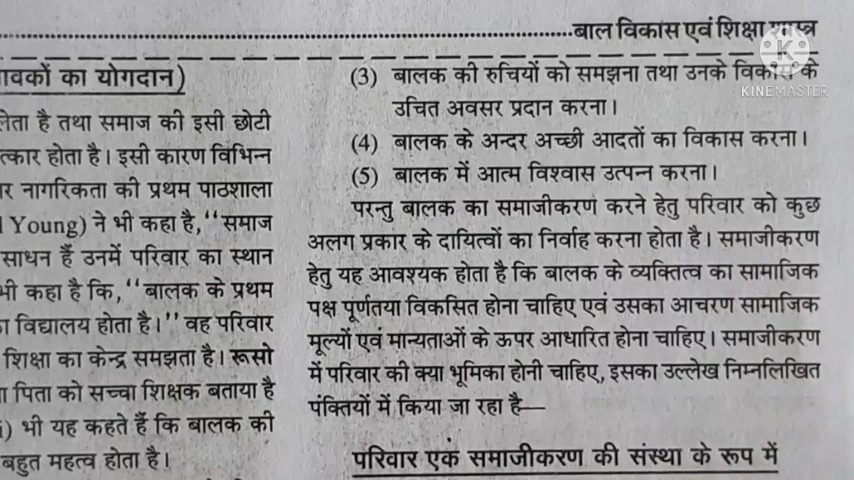 बाल विकास एवं शिक्षा शास्त्र
KINEMASTER
वकों का योगदान)
लेता है तथा समाज की इसी छोटी
त्कार होता है। इसी कारण विभिन्न
र नागरिकता की प्रथम पाठशाला
Young) ने भी कहा है, ‘‘समाज
साधन हैं उनमें परिवार का स्थान
भी कहा है कि, ‘‘बालक के प्रथम
विद्यालय होता है।’’ वह परिवार
शिक्षा का केन्द्र समझता है। रूसो
पिता को सच्चा शिक्षक बताया है
i) भी यह कहते हैं कि बालक की
बहुत महत्व होता है।
(3) बालक की रुचियों को समझना तथा उनके विकास के
उचित अवसर प्रदान करना।
(4) बालक के अन्दर अच्छी आदतों का विकास करना।
(5) बालक में आत्म विश्वास उत्पन्न करना।
परन्तु बालक का समाजीकरण करने हेतु परिवार को कुछ
अलग प्रकार के दायित्वों का निर्वाह करना होता है। समाजीकरण
हेतु यह आवश्यक होता है कि बालक के व्यक्तित्व का सामाजिक
पक्ष पूर्णतया विकसित होना चाहिए एवं उसका आचरण सामाजिक
मूल्यों एवं मान्यताओं के ऊपर आधारित होना चाहिए। समाजीकरण
में परिवार की क्या भूमिका होनी चाहिए, इसका उल्लेख निम्नलिखित
पंक्तियों में किया जा रहा है—
परिवार एकं समाजीकरण की संस्था के रूप में